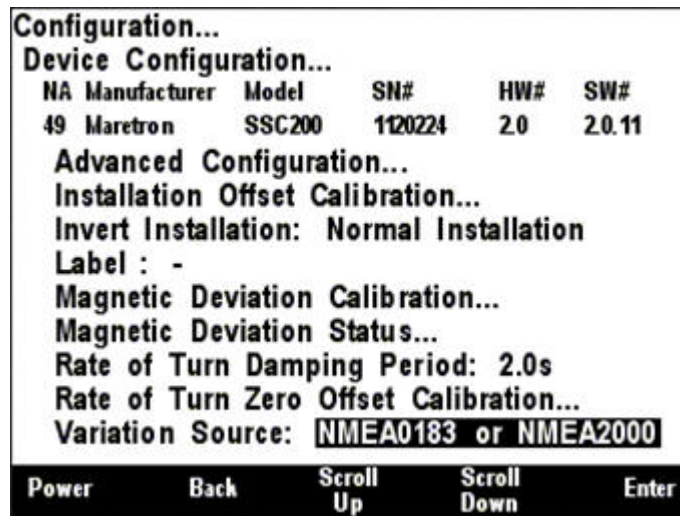 Configuration...
Device Configuration...
NA Manufacturer Model SN# HW# SW#
49 Maretron SSC200 1120224 2.0 2.0.11
Advanced Configuration...
Installation Offset Calibration...
Invert Installation: Normal Installation
Label : -
Magnetic Deviation Calibration...
Magnetic Deviation Status...
Rate of Turn Damping Period: 2.0s
Rate of Turn Zero Offset Calibration...
Variation Source: NMEA0183 or NMEA2000
Power Back Scroll Up Scroll Down Enter